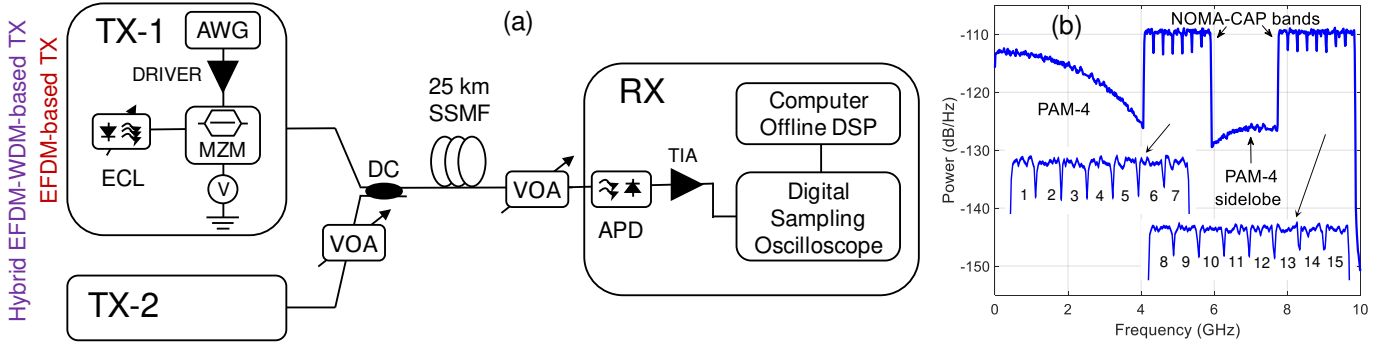 Hybrid EFDM-WDM-based TX
EFDM-based TX
(a)
TX-1
AWG
DRIVER
MZM
ECL
V
TX-2
DC
VOA
25 km
SSMF
VOA
RX
APD
TIA
Computer
Offline DSP
Digital
Sampling
Oscilloscope
(b)
NOMA-CAP bands
PAM-4
PAM-4
sidelobe
1 2 3 4 5 6 7
8 9 10 11 12 13 14 15
Power (dB/Hz)
-110
-120
-130
-140
-150
0 2 4 6 8 10
Frequency (GHz)